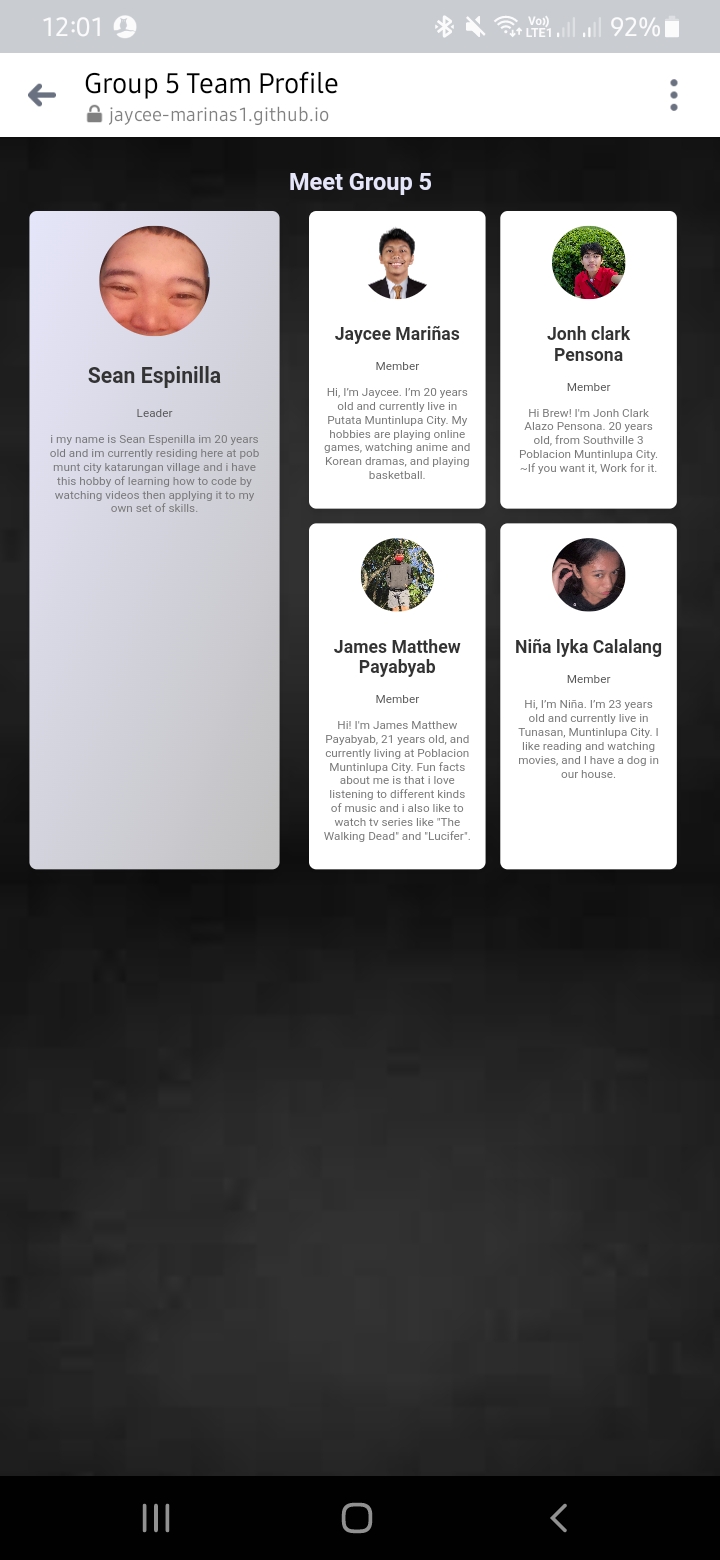 12:01
Vo))
LTE1
92%
Group 5 Team Profile
jaycee-marinas1.github.io
Meet Group 5
Sean Espinilla
Leader
i my name is Sean Espenilla im 20 years
old and im currently residing here at pob
munt city katarungan village and i have
this hobby of learning how to code by
watching videos then applying it to my
own set of skills.
Jaycee Mariñas
Member
Hi, I'm Jaycee. I'm 20 years
old and currently live in
Putata Muntinlupa City. My
hobbies are playing online
games, watching anime and
Korean dramas, and playing
basketball.
Jonh clark
Pensona
Member
Hi Brew! I'm Jonh Clark
Alazo Pensona. 20 years
old, from Southville 3
Poblacion Muntinlupa City.
~If you want it, Work for it.
James Matthew
Payabyab
Member
Hi! I'm James Matthew
Payabyab, 21 years old, and
currently living at Poblacion
Muntinlupa City. Fun facts
about me is that i love
listening to different kinds
of music and i also like to
watch tv series like "The
Walking Dead" and "Lucifer".
Niña lyka Calalang
Member
Hi, I'm Niña. I'm 23 years
old and currently live in
Tunasan, Muntinlupa City. I
like reading and watching
movies, and I have a dog in
our house.